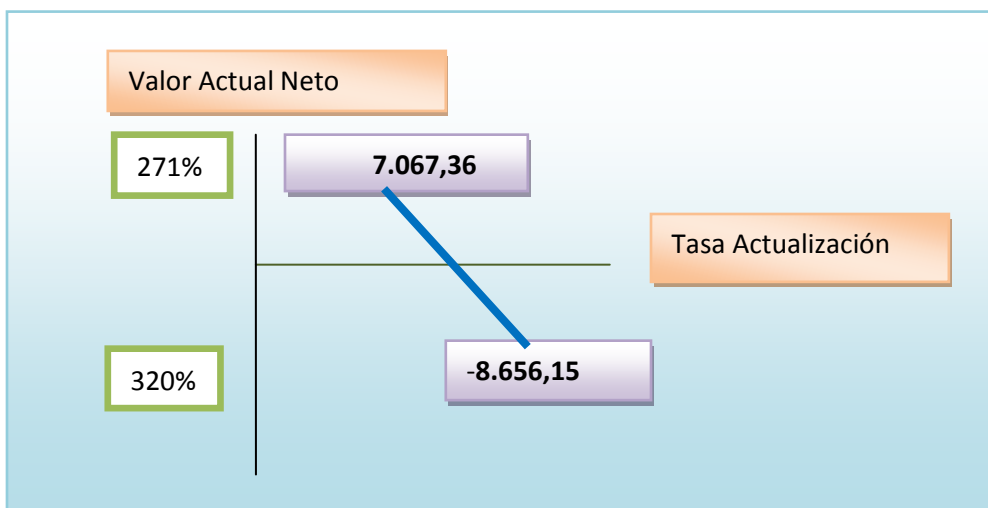 Valor Actual Neto
271%
7.067,36
Tasa Actualización
320%
-8.656,15